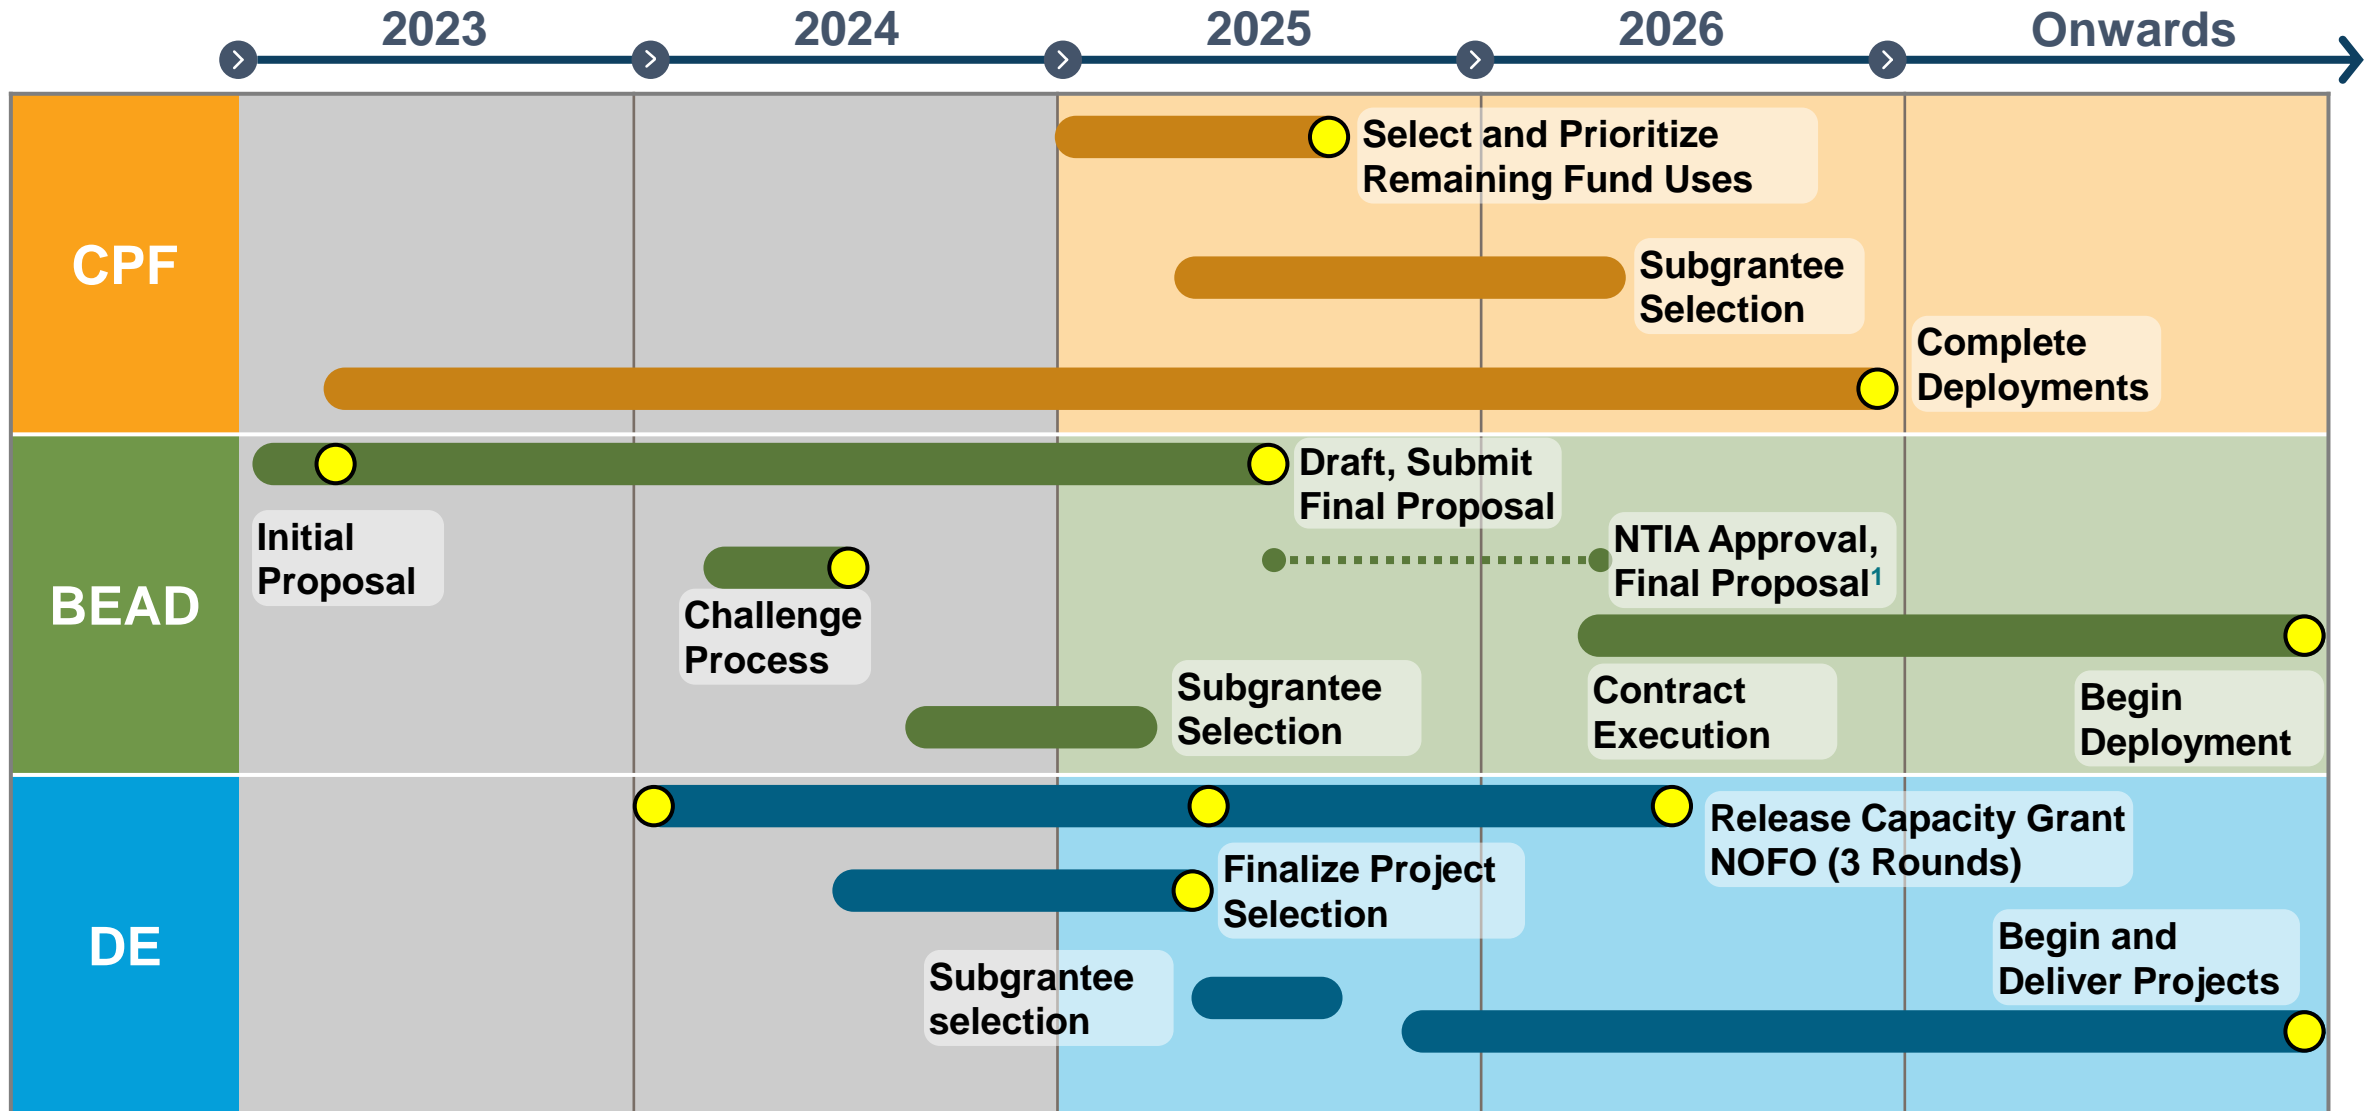 2023
2024
2025
2026
Onwards
CPF
Select and Prioritize
Remaining Fund Uses
Subgrantee
Selection
Complete
Deployments
BEAD
Draft, Submit
Final Proposal
Initial
Proposal
NTIA Approval,
Final Proposal¹
Challenge
Process
Subgrantee
Selection
Contract
Execution
Begin
Deployment
DE
Release Capacity Grant
NOFO (3 Rounds)
Finalize Project
Selection
Subgrantee
selection
Begin and
Deliver Projects